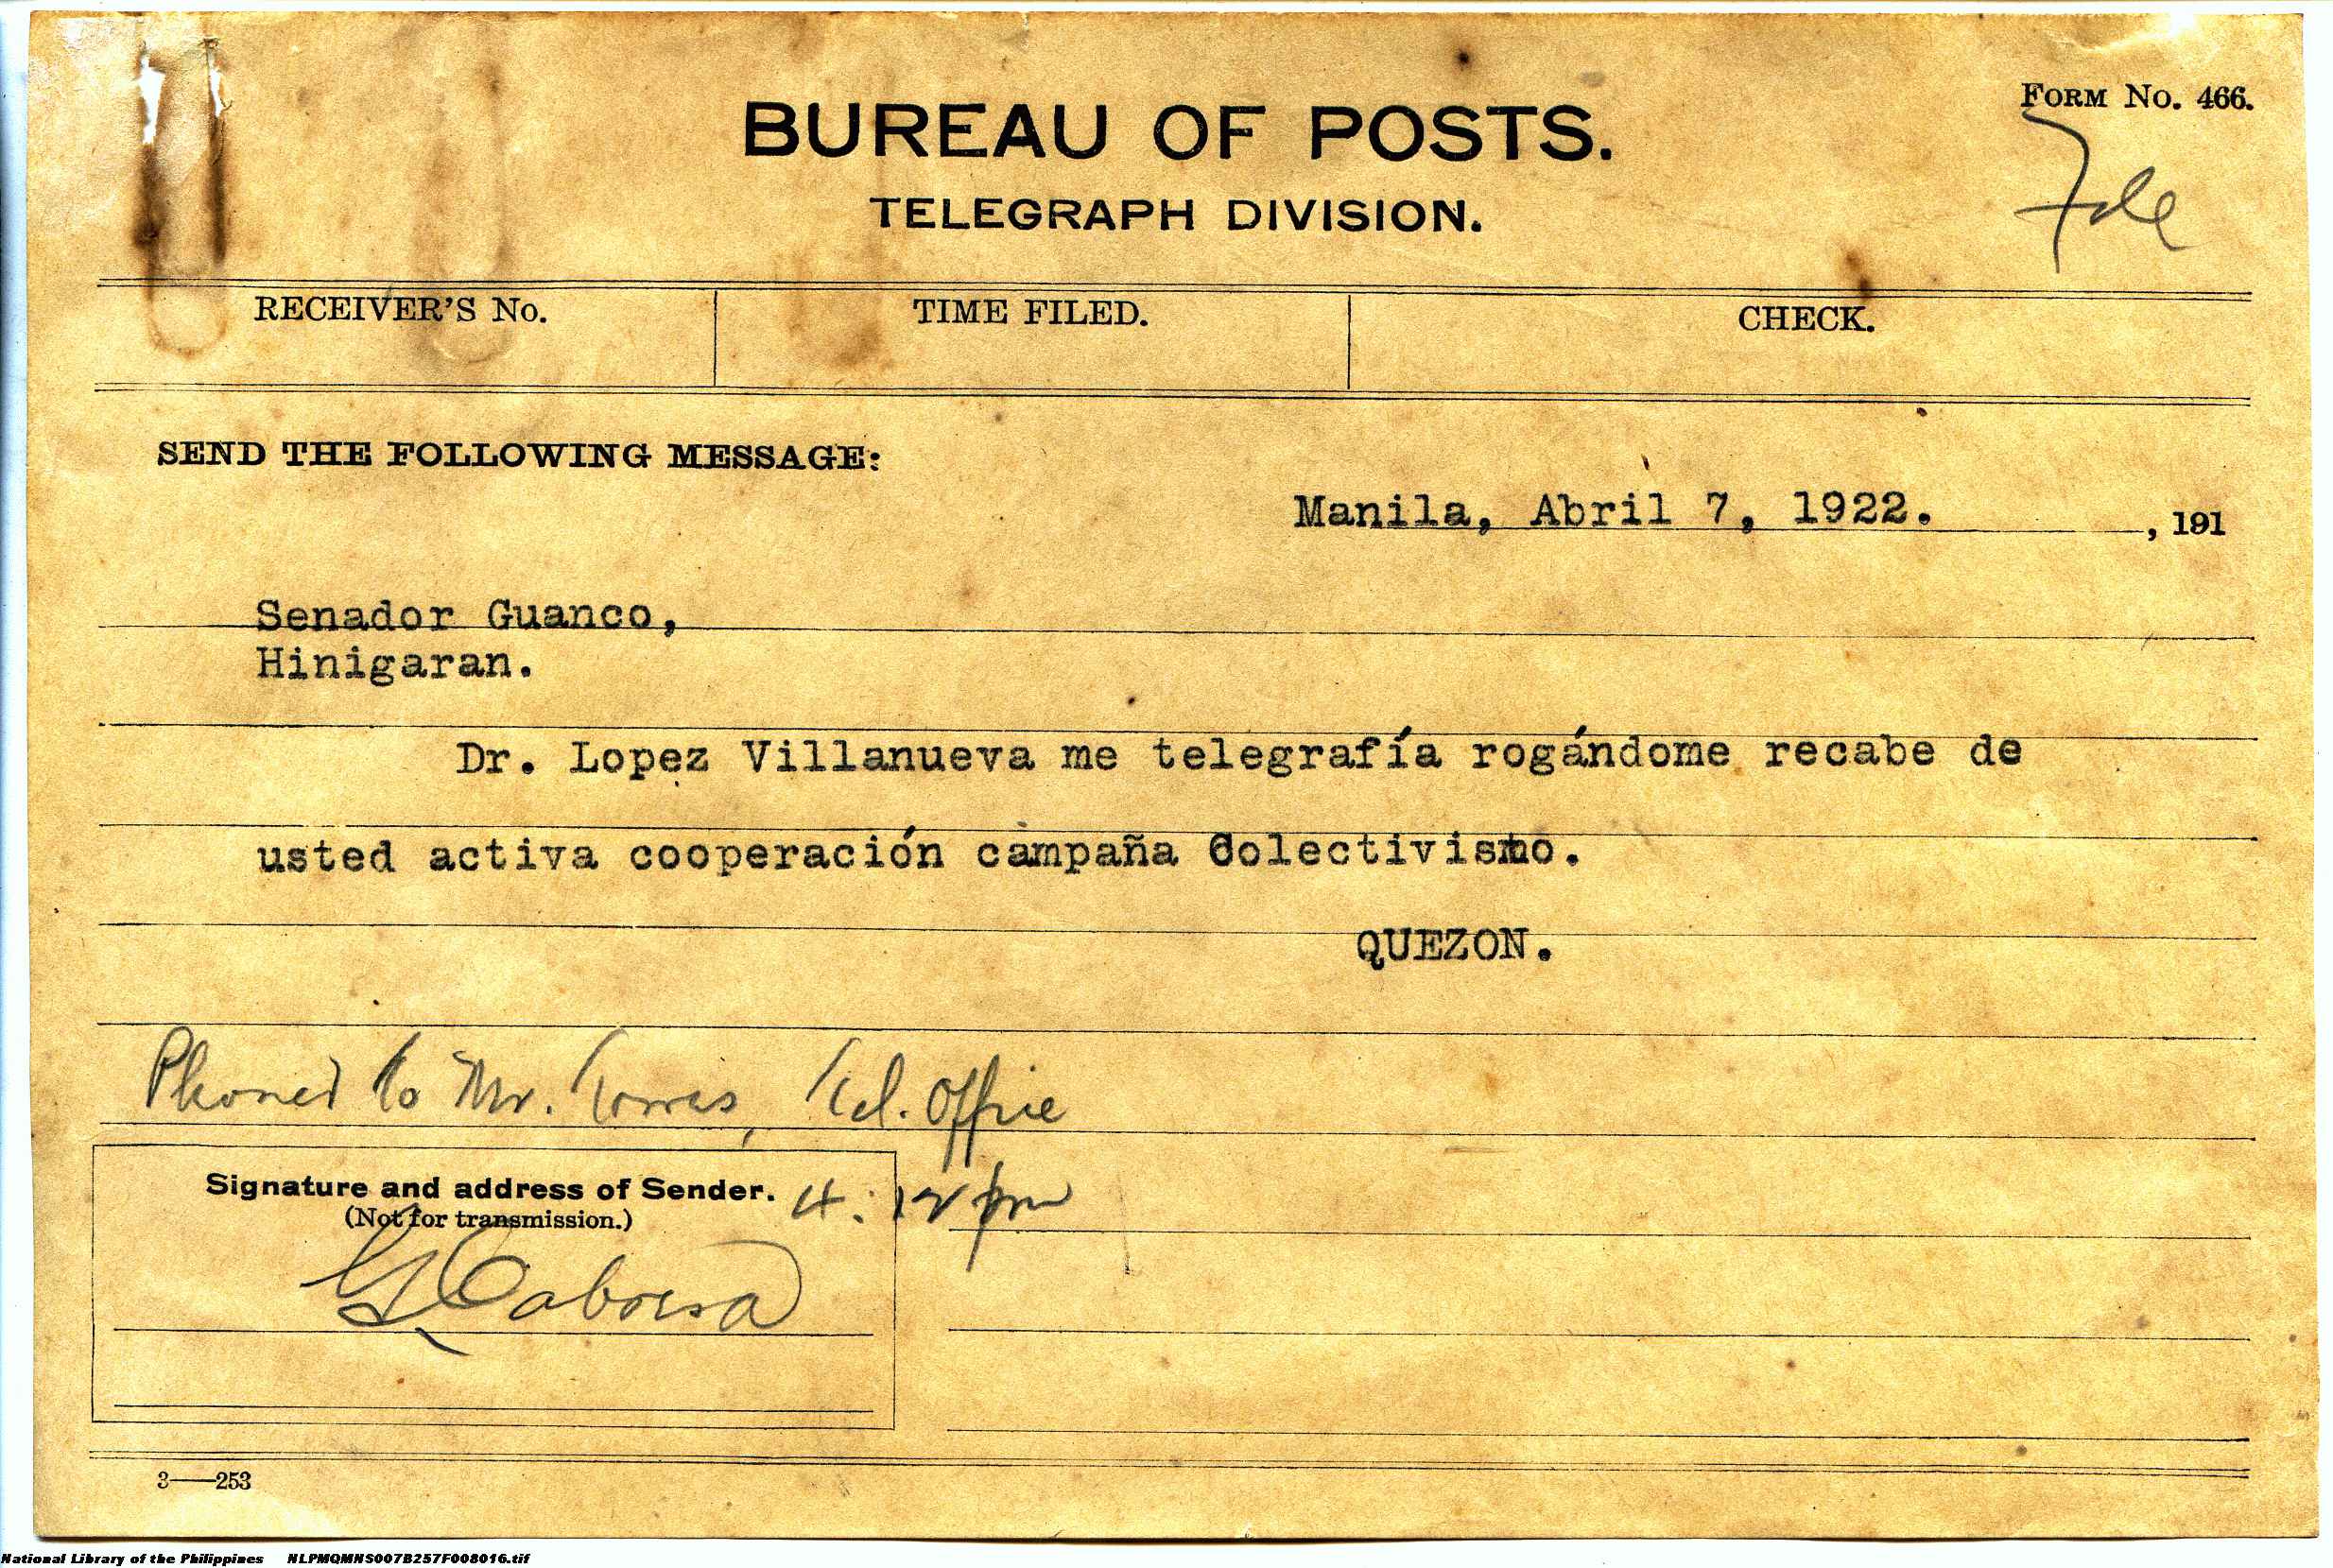 FORM No. 466.
BUREAU OF POSTS.
TELEGRAPH DIVISION.
File
RECEIVER'S No.
TIME FILED.
CHECK.
SEND THE FOLLOWING MESSAGE:
Manila, Abril 7, 1922. , 191
Senador Guanco,
Hinigaran.
Dr. Lopez Villanueva me telegrafía rogándome recabe de
usted activa cooperación campaña Colectivismo.
QUEZON.
Phoned to Mr. Torres, Tel. Office
4:12 pm
Signature and address of Sender.
(Not for transmission.)
3—253
National Library of the Philippines NLPMQMNS007B257F008016.tif